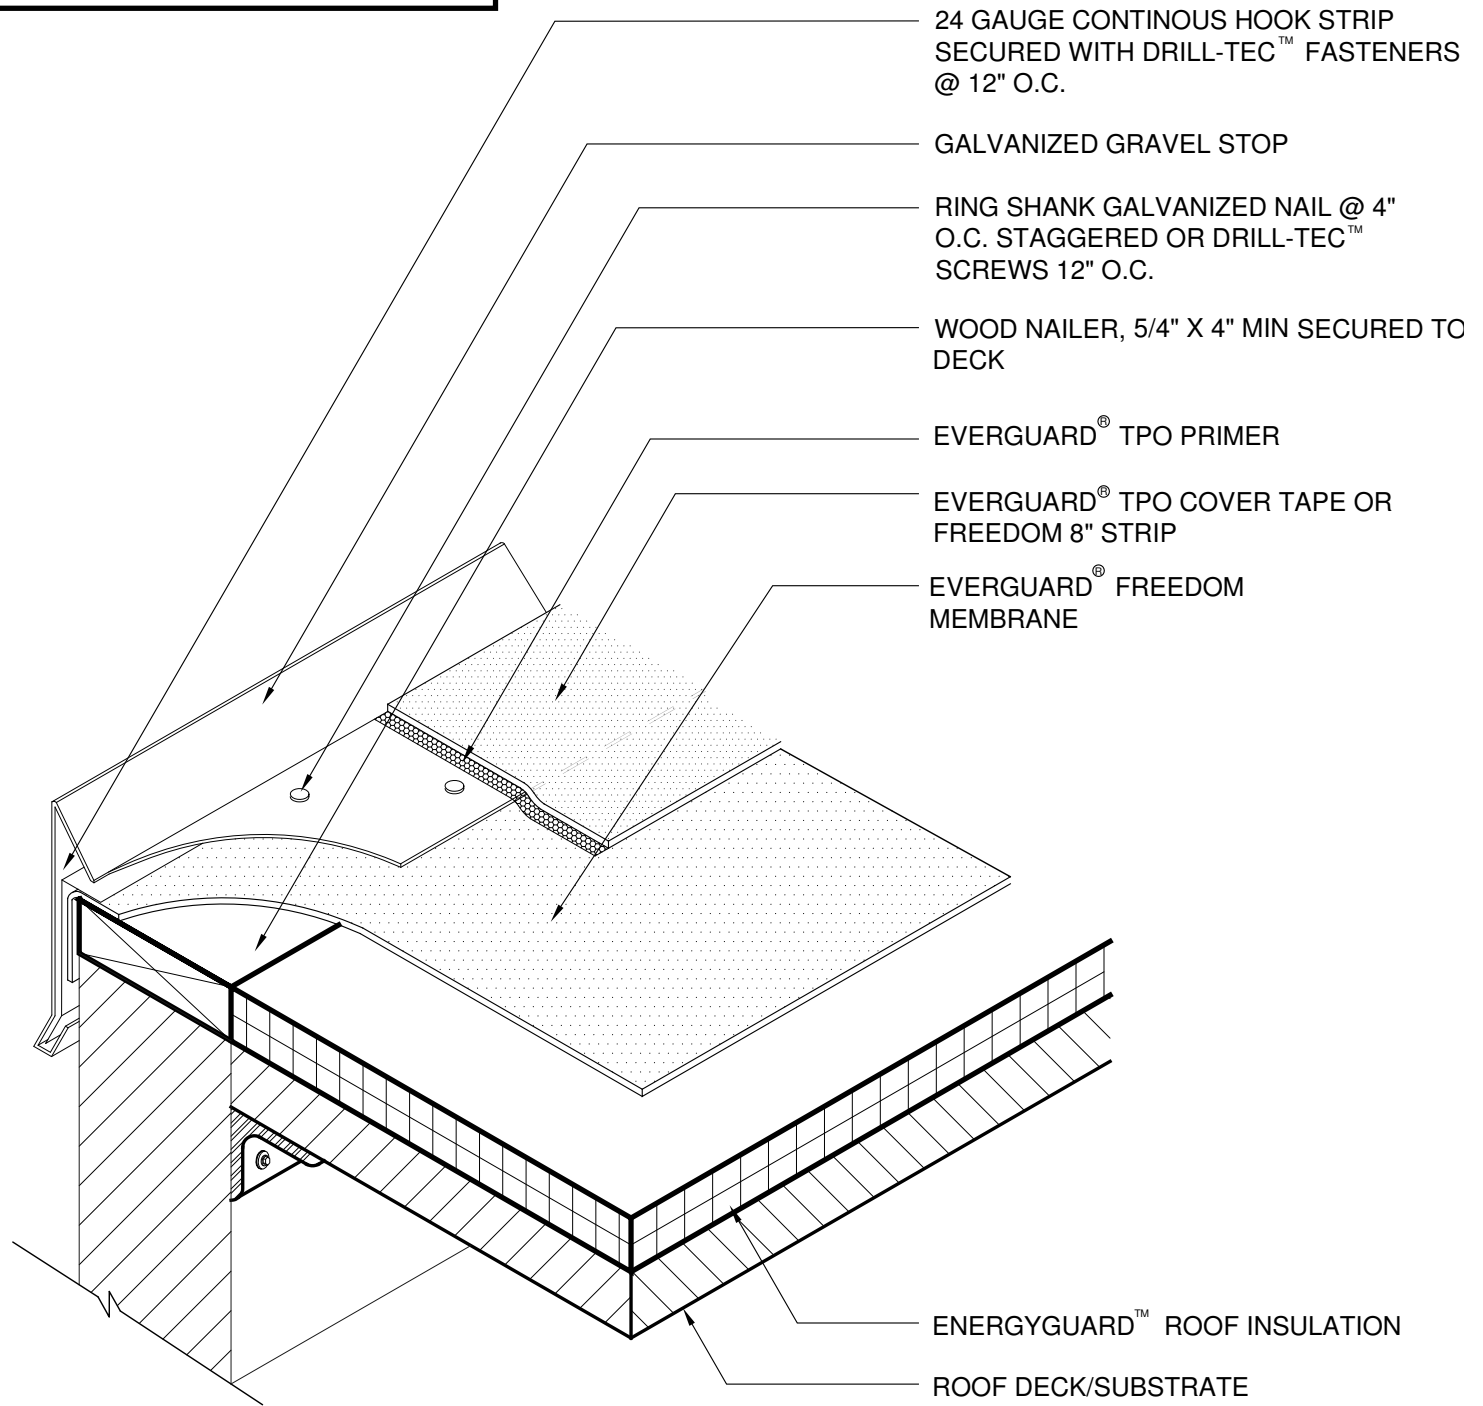 24 GAUGE CONTINOUS HOOK STRIP
SECURED WITH DRILL-TEC™ FASTENERS
@ 12" O.C.
GALVANIZED GRAVEL STOP
RING SHANK GALVANIZED NAIL @ 4"
O.C. STAGGERED OR DRILL-TEC™
SCREWS 12" O.C.
WOOD NAILER, 5/4" X 4" MIN SECURED TO
DECK
EVERGUARD® TPO PRIMER
EVERGUARD® TPO COVER TAPE OR
FREEDOM 8" STRIP
EVERGUARD® FREEDOM
MEMBRANE
ENERGYGUARD™ ROOF INSULATION
ROOF DECK/SUBSTRATE